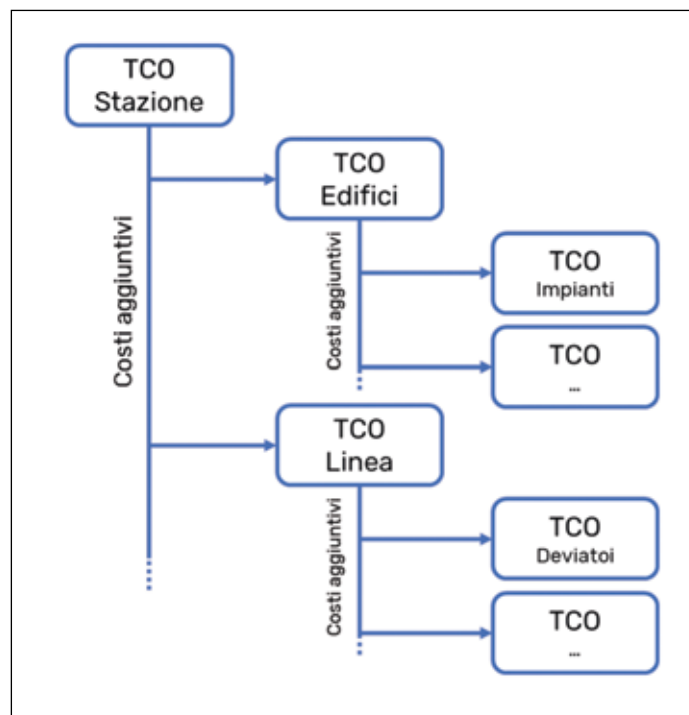 TCO
Stazione
Costi aggiuntivi
TCO
Edifici
Costi aggiuntivi
TCO
Impianti
TCO
...
TCO
Linea
Costi aggiuntivi
TCO
Deviatoi
TCO
...